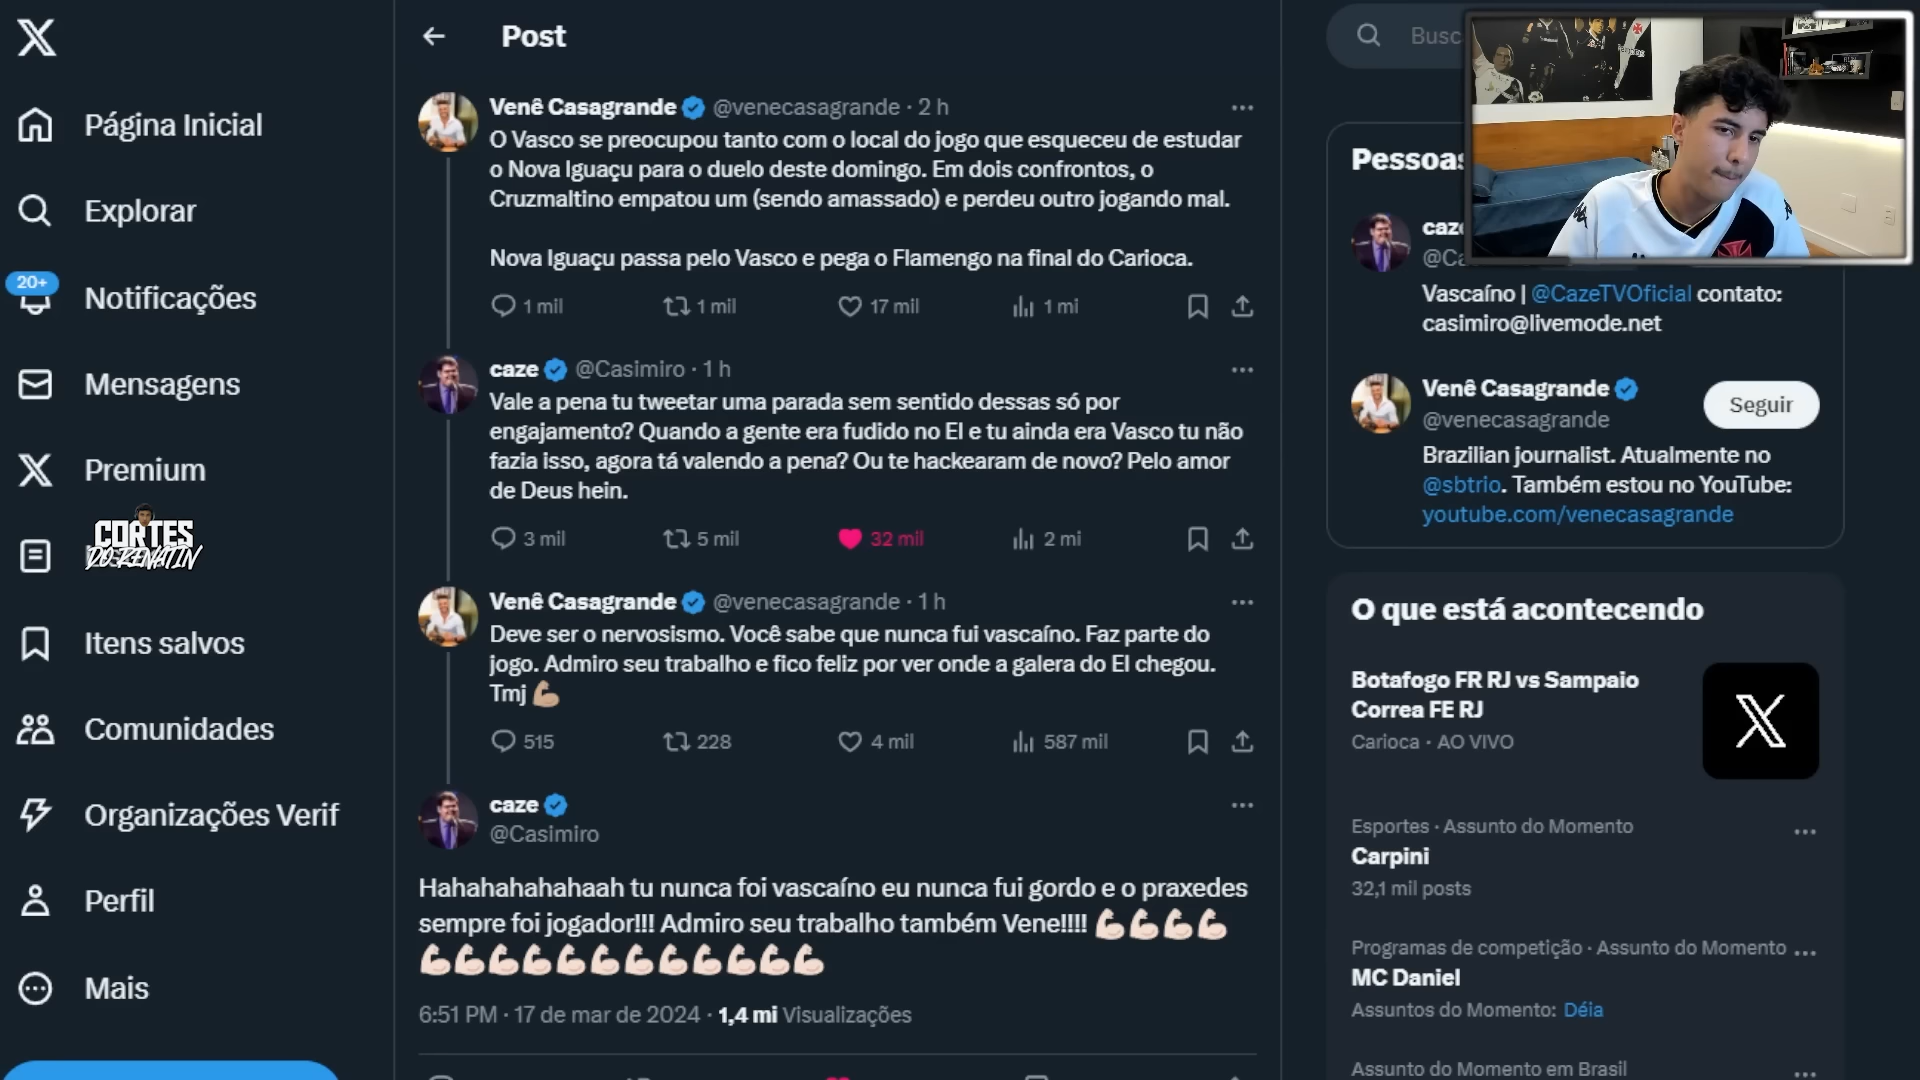 Página Inicial
Explorar
20+
Notificações
Mensagens
Premium
CORTES
DO RENATIN
Itens salvos
Comunidades
Organizações Verif
Perfil
Mais
Post
Venê Casagrande @venecasagrande · 2 h
O Vasco se preocupou tanto com o local do jogo que esqueceu de estudar
o Nova Iguaçu para o duelo deste domingo. Em dois confrontos, o
Cruzmaltino empatou um (sendo amassado) e perdeu outro jogando mal.
Nova Iguaçu passa pelo Vasco e pega o Flamengo na final do Carioca.
1 mil 1 mil 17 mil 1 mi
caze @Casimiro · 1 h
Vale a pena tu tweetar uma parada sem sentido dessas só por
engajamento? Quando a gente era fudido no EI e tu ainda era Vasco tu não
fazia isso, agora tá valendo a pena? Ou te hackearam de novo? Pelo amor
de Deus hein.
3 mil 5 mil 32 mil 2 mi
Venê Casagrande @venecasagrande · 1 h
Deve ser o nervosismo. Você sabe que nunca fui vascaíno. Faz parte do
jogo. Admiro seu trabalho e fico feliz por ver onde a galera do EI chegou.
Tmj 💪🏽
515 228 4 mil 587 mil
caze
@Casimiro
Hahahahahahaah tu nunca foi vascaíno eu nunca fui gordo e o praxedes
sempre foi jogador!!! Admiro seu trabalho também Vene!!!! 💪🏻💪🏻💪🏻💪🏻
💪🏻💪🏻💪🏻💪🏻💪🏻💪🏻💪🏻💪🏻💪🏻💪🏻💪🏻💪🏻
6:51 PM · 17 de mar de 2024 · 1,4 mi Visualizações
Busc
Pessoas
caze
@Ca
Vascaíno | @CazeTVOficial contato:
casimiro@livemode.net
Venê Casagrande
@venecasagrande
Seguir
Brazilian journalist. Atualmente no
@sbtrio. Também estou no YouTube:
youtube.com/venecasagrande
O que está acontecendo
Botafogo FR RJ vs Sampaio
Correa FE RJ
Carioca · AO VIVO
Esportes · Assunto do Momento
Carpini
32,1 mil posts
Programas de competição · Assunto do Momento
MC Daniel
Assuntos do Momento: Déia
Assunto do Momento em Brasil